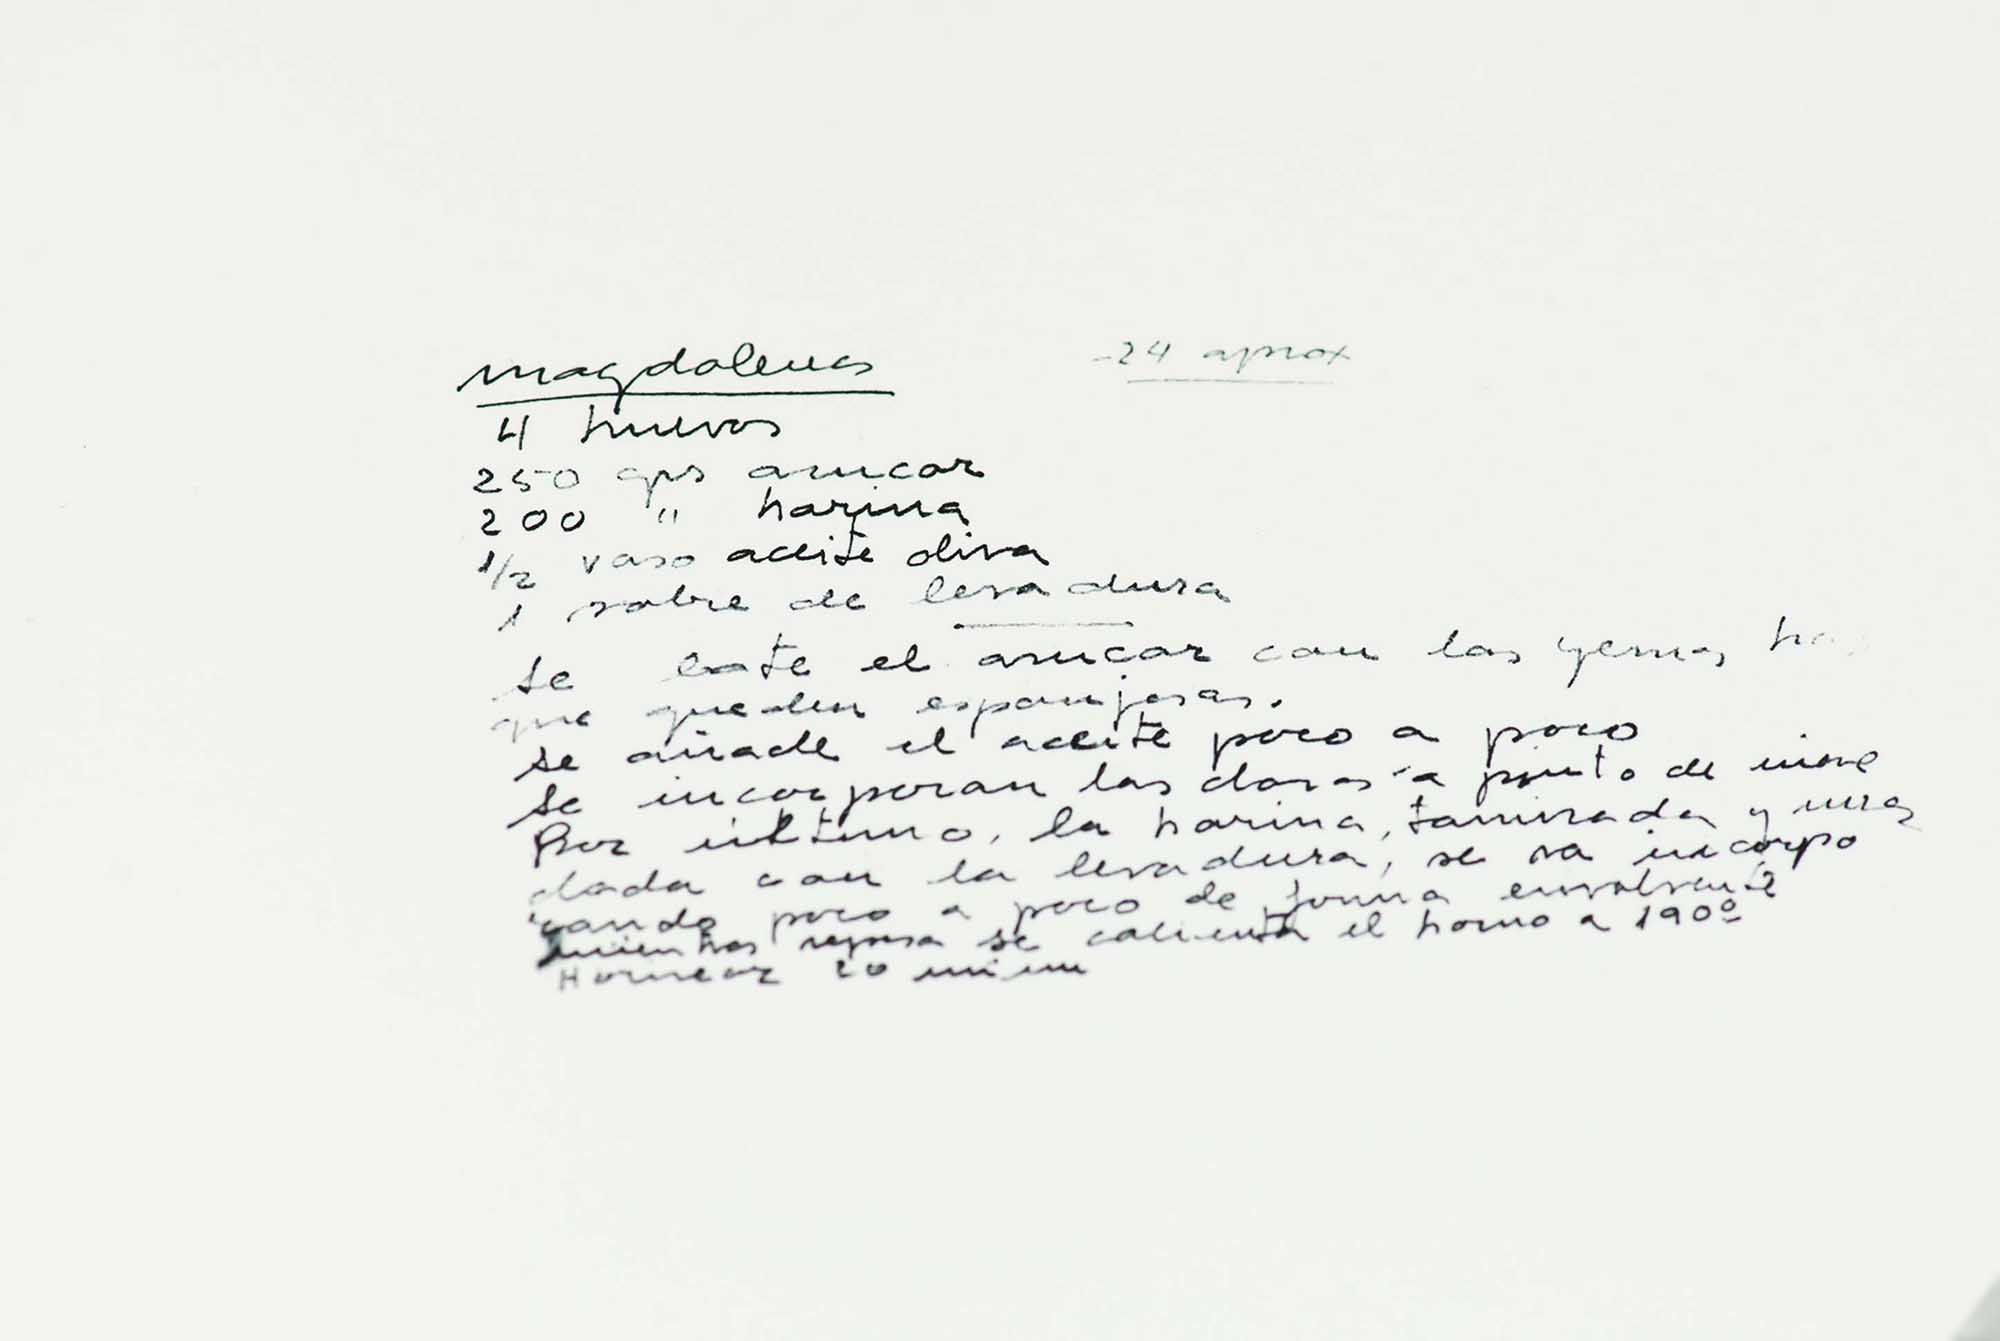 magdalenas
-24 aprox
4 huevos
250 grs azucar
200 " harina
1/2 vaso aceite oliva
1 sobre de levadura
se bate el azucar con las yemas
que queden esponjosas.
se añade el aceite poco a poco
se incorporan las claras a punto de nieve
Por ultimo, la harina, tamizada y mez
clada con la levadura, se va incorpo
rando poco a poco de forma envolvente
mientras reposa se calienta el horno a 190º
Hornear 20 minu